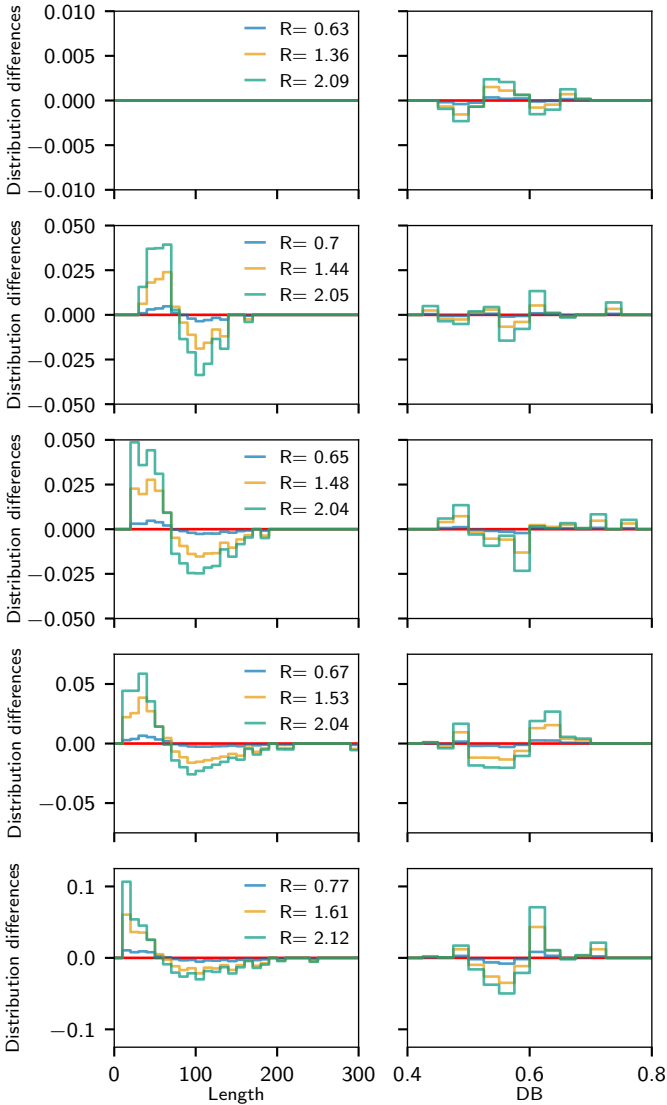 Distribution differences
0.010
0.005
0.000
−0.005
−0.010
R= 0.63
R= 1.36
R= 2.09
Distribution differences
0.050
0.025
0.000
−0.025
−0.050
R= 0.7
R= 1.44
R= 2.05
Distribution differences
0.050
0.025
0.000
−0.025
−0.050
R= 0.65
R= 1.48
R= 2.04
Distribution differences
0.05
0.00
−0.05
R= 0.67
R= 1.53
R= 2.04
Distribution differences
0.1
0.0
−0.1
R= 0.77
R= 1.61
R= 2.12
0 100 200 300
Length
0.4 0.6 0.8
DB